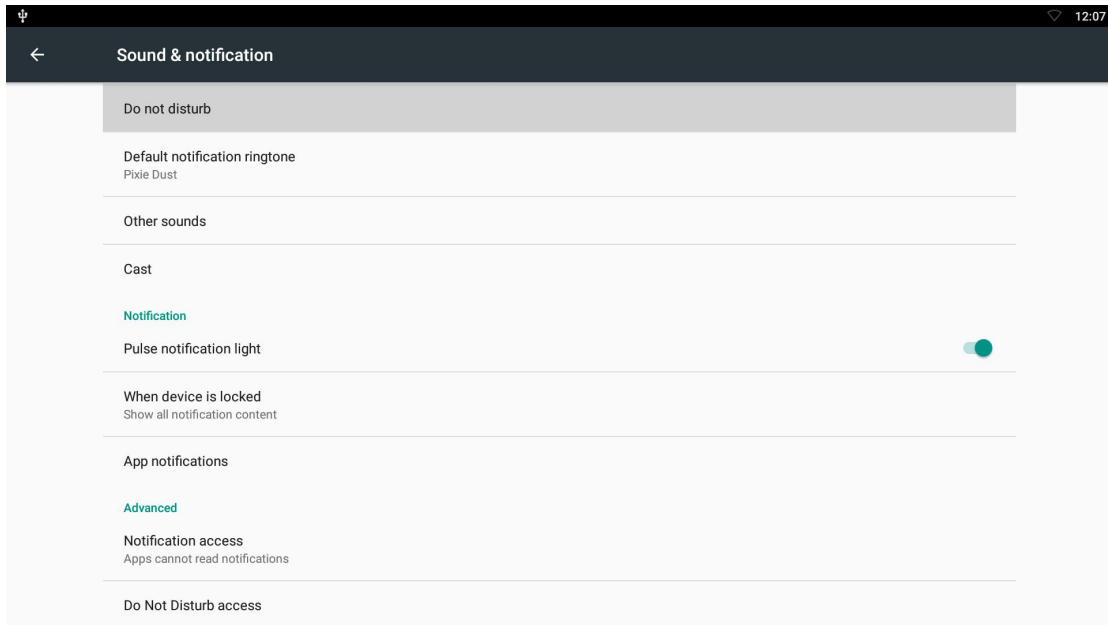 12:07
Sound & notification
Do not disturb
Default notification ringtone
Pixie Dust
Other sounds
Cast
Notification
Pulse notification light
When device is locked
Show all notification content
App notifications
Advanced
Notification access
Apps cannot read notifications
Do Not Disturb access